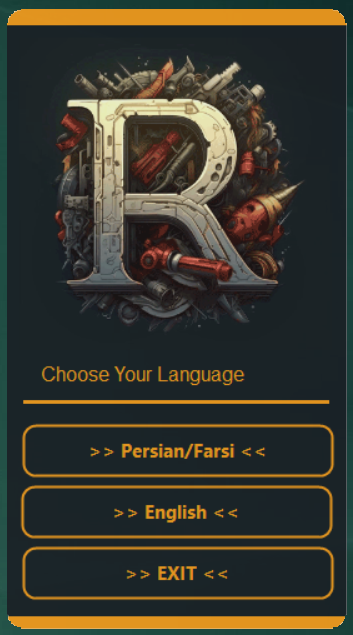 R
Choose Your Language
>> Persian/Farsi <<
>> English <<
>> EXIT <<